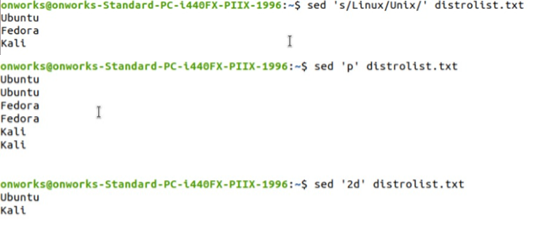 onworks@onworks-Standard-PC-i440FX-PIIX-1996:~$ sed 's/Linux/Unix/' distrolist.txt
Ubuntu
Fedora
Kali
onworks@onworks-Standard-PC-i440FX-PIIX-1996:~$ sed 'p' distrolist.txt
Ubuntu
Ubuntu
Fedora
Fedora
Kali
Kali
onworks@onworks-Standard-PC-i440FX-PIIX-1996:~$ sed '2d' distrolist.txt
Ubuntu
Kali